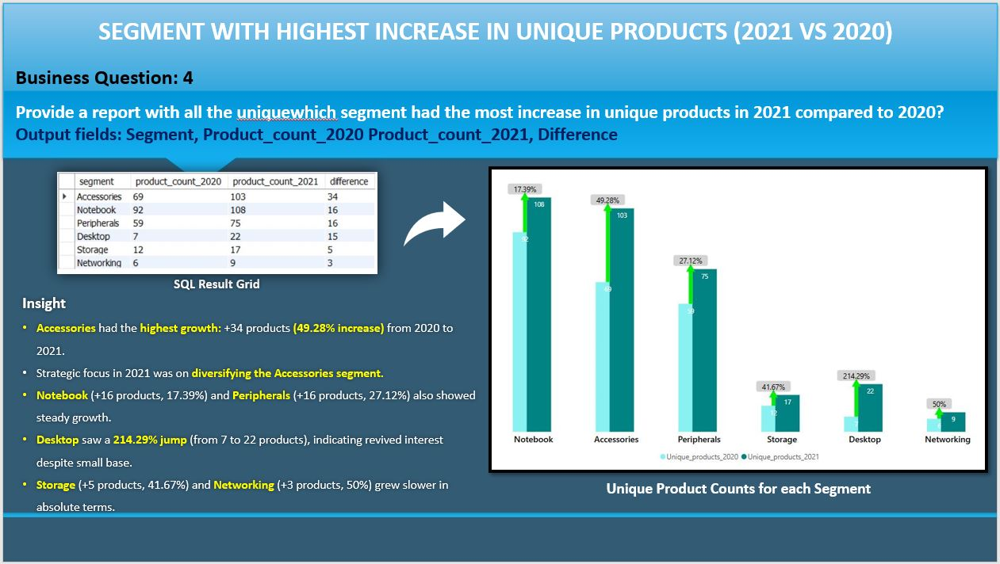 SEGMENT WITH HIGHEST INCREASE IN UNIQUE PRODUCTS (2021 VS 2020)
Business Question: 4
Provide a report with all the uniquewhich segment had the most increase in unique products in 2021 compared to 2020?
Output fields: Segment, Product_count_2020 Product_count_2021, Difference
segment product_count_2020 product_count_2021 difference
Accessories 69 103 34
Notebook 92 108 16
Peripherals 59 75 16
Desktop 7 22 15
Storage 12 17 5
Networking 6 9 3
SQL Result Grid
Insight
• Accessories had the highest growth: +34 products (49.28% increase) from 2020 to
2021.
• Strategic focus in 2021 was on diversifying the Accessories segment.
• Notebook (+16 products, 17.39%) and Peripherals (+16 products, 27.12%) also showed
steady growth.
• Desktop saw a 214.29% jump (from 7 to 22 products), indicating revived interest
despite small base.
• Storage (+5 products, 41.67%) and Networking (+3 products, 50%) grew slower in
absolute terms.
17.39%
108
92
49.28%
103
69
27.12%
75
59
41.67%
17
12
214.29%
22
7
50%
9
6
Notebook Accessories Peripherals Storage Desktop Networking
Unique_products_2020 Unique_products_2021
Unique Product Counts for each Segment